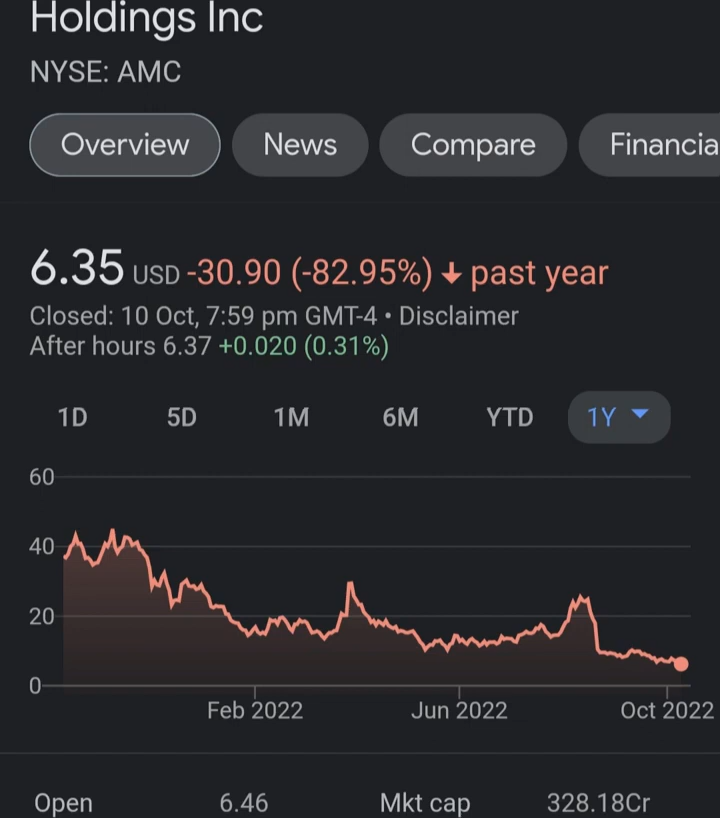 Holdings Inc
NYSE: AMC
Overview News Compare Financia
6.35 USD -30.90 (-82.95%) ↓ past year
Closed: 10 Oct, 7:59 pm GMT-4 • Disclaimer
After hours 6.37 +0.020 (0.31%)
1D 5D 1M 6M YTD 1Y
60
40
20
0
Feb 2022 Jun 2022 Oct 2022
Open 6.46 Mkt cap 328.18Cr